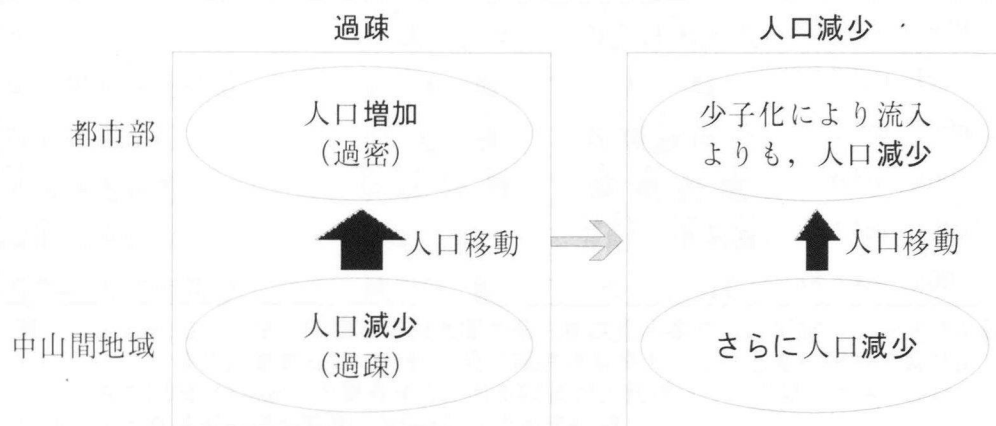 過疎
人口減少
都市部
人口増加
（過密）
人口移動
中山間地域
人口減少
（過疎）
少子化により流入
よりも，人口減少
人口移動
さらに人口減少